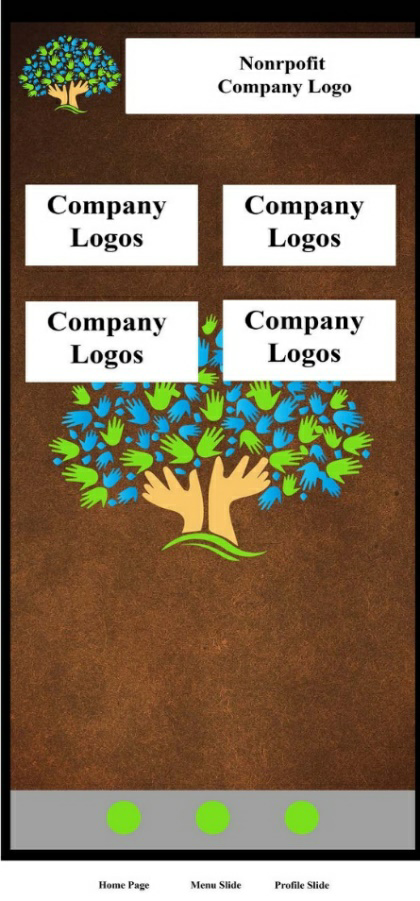 Nonrpofit
Company Logo
Company
Logos
Company
Logos
Company
Logos
Company
Logos
Home Page
Menu Slide
Profile Slide